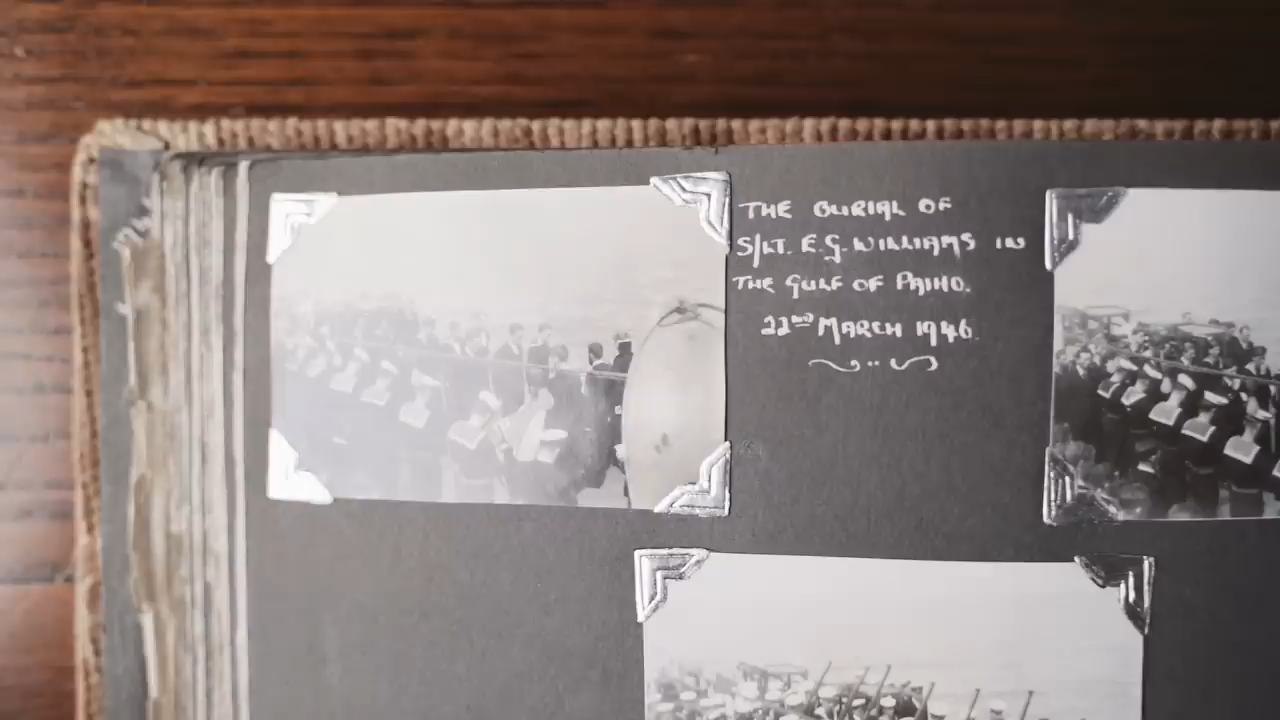 THE BURIAL OF
S/LT. E.G. WILLIAMS IN
THE GULF OF PAIHO.
22ND MARCH 1946.